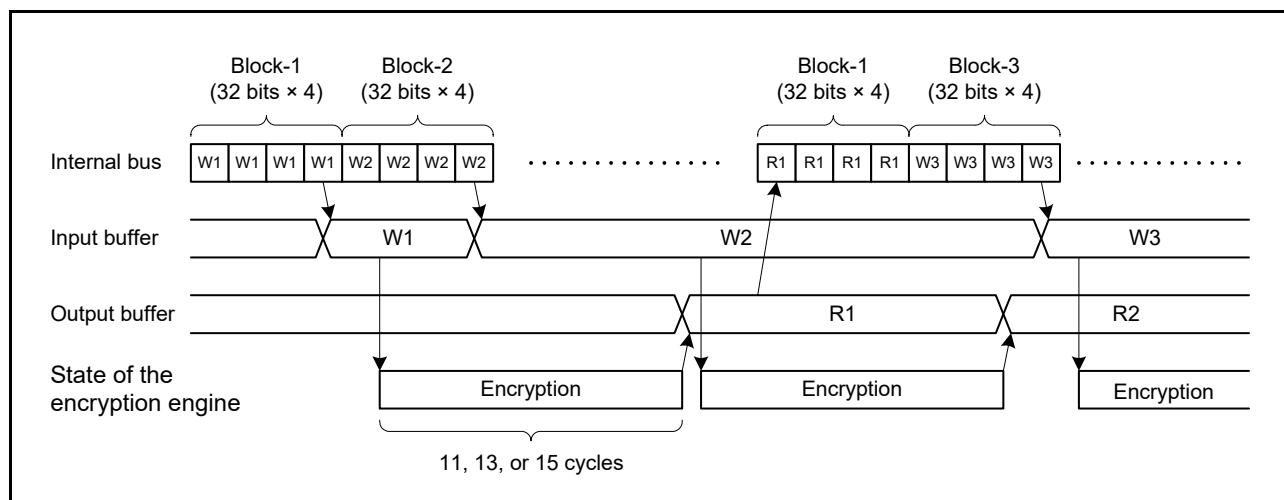 Block-1
(32 bits × 4)
Block-2
(32 bits × 4)
Block-1
(32 bits × 4)
Block-3
(32 bits × 4)
Internal bus
W1 W1 W1 W1 W2 W2 W2 W2
R1 R1 R1 R1 W3 W3 W3 W3
Input buffer
W1
W2
W3
Output buffer
R1
R2
State of the
encryption engine
Encryption
Encryption
Encryption
11, 13, or 15 cycles